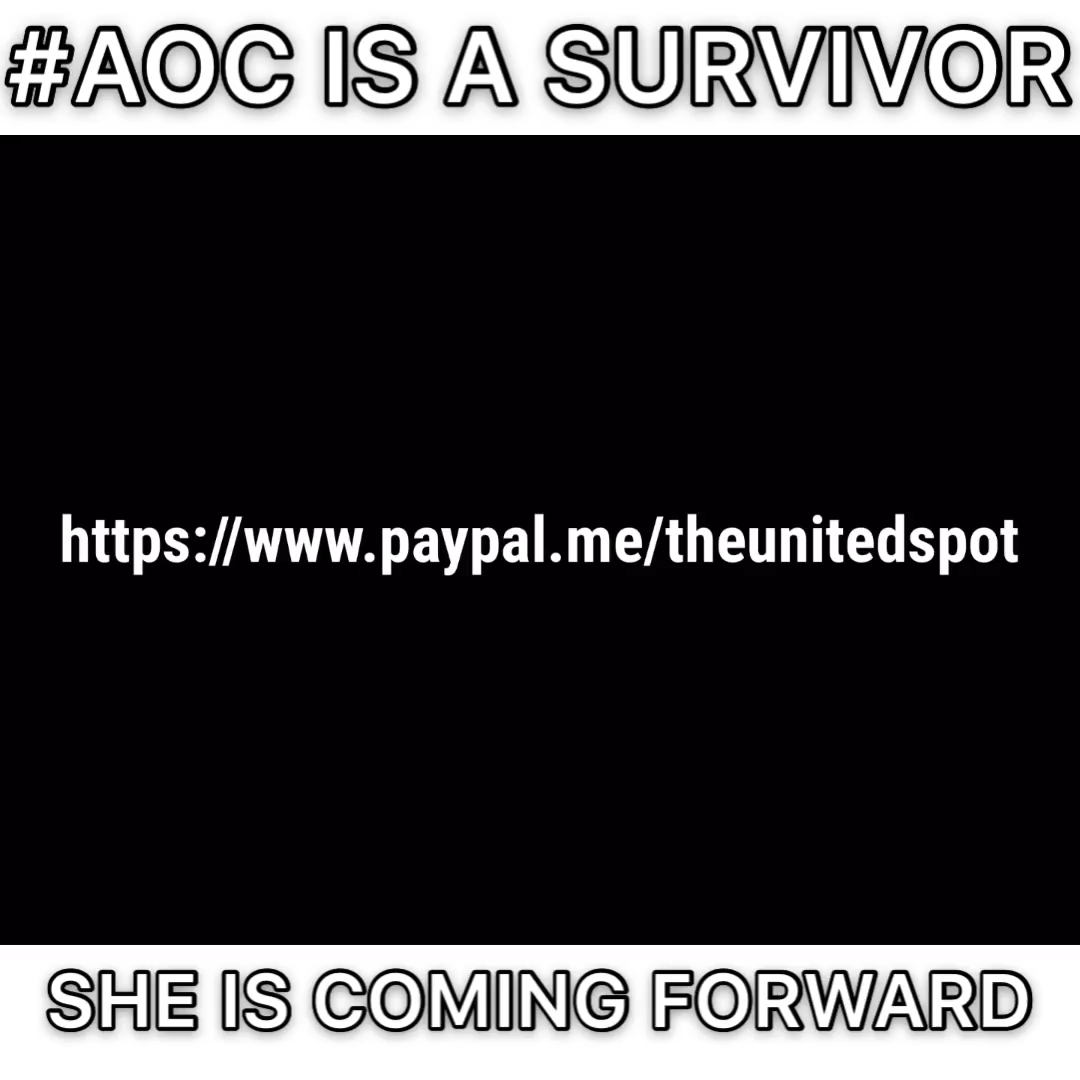 #AOC IS A SURVIVOR
https://www.paypal.me/theunitedspot
SHE IS COMING FORWARD